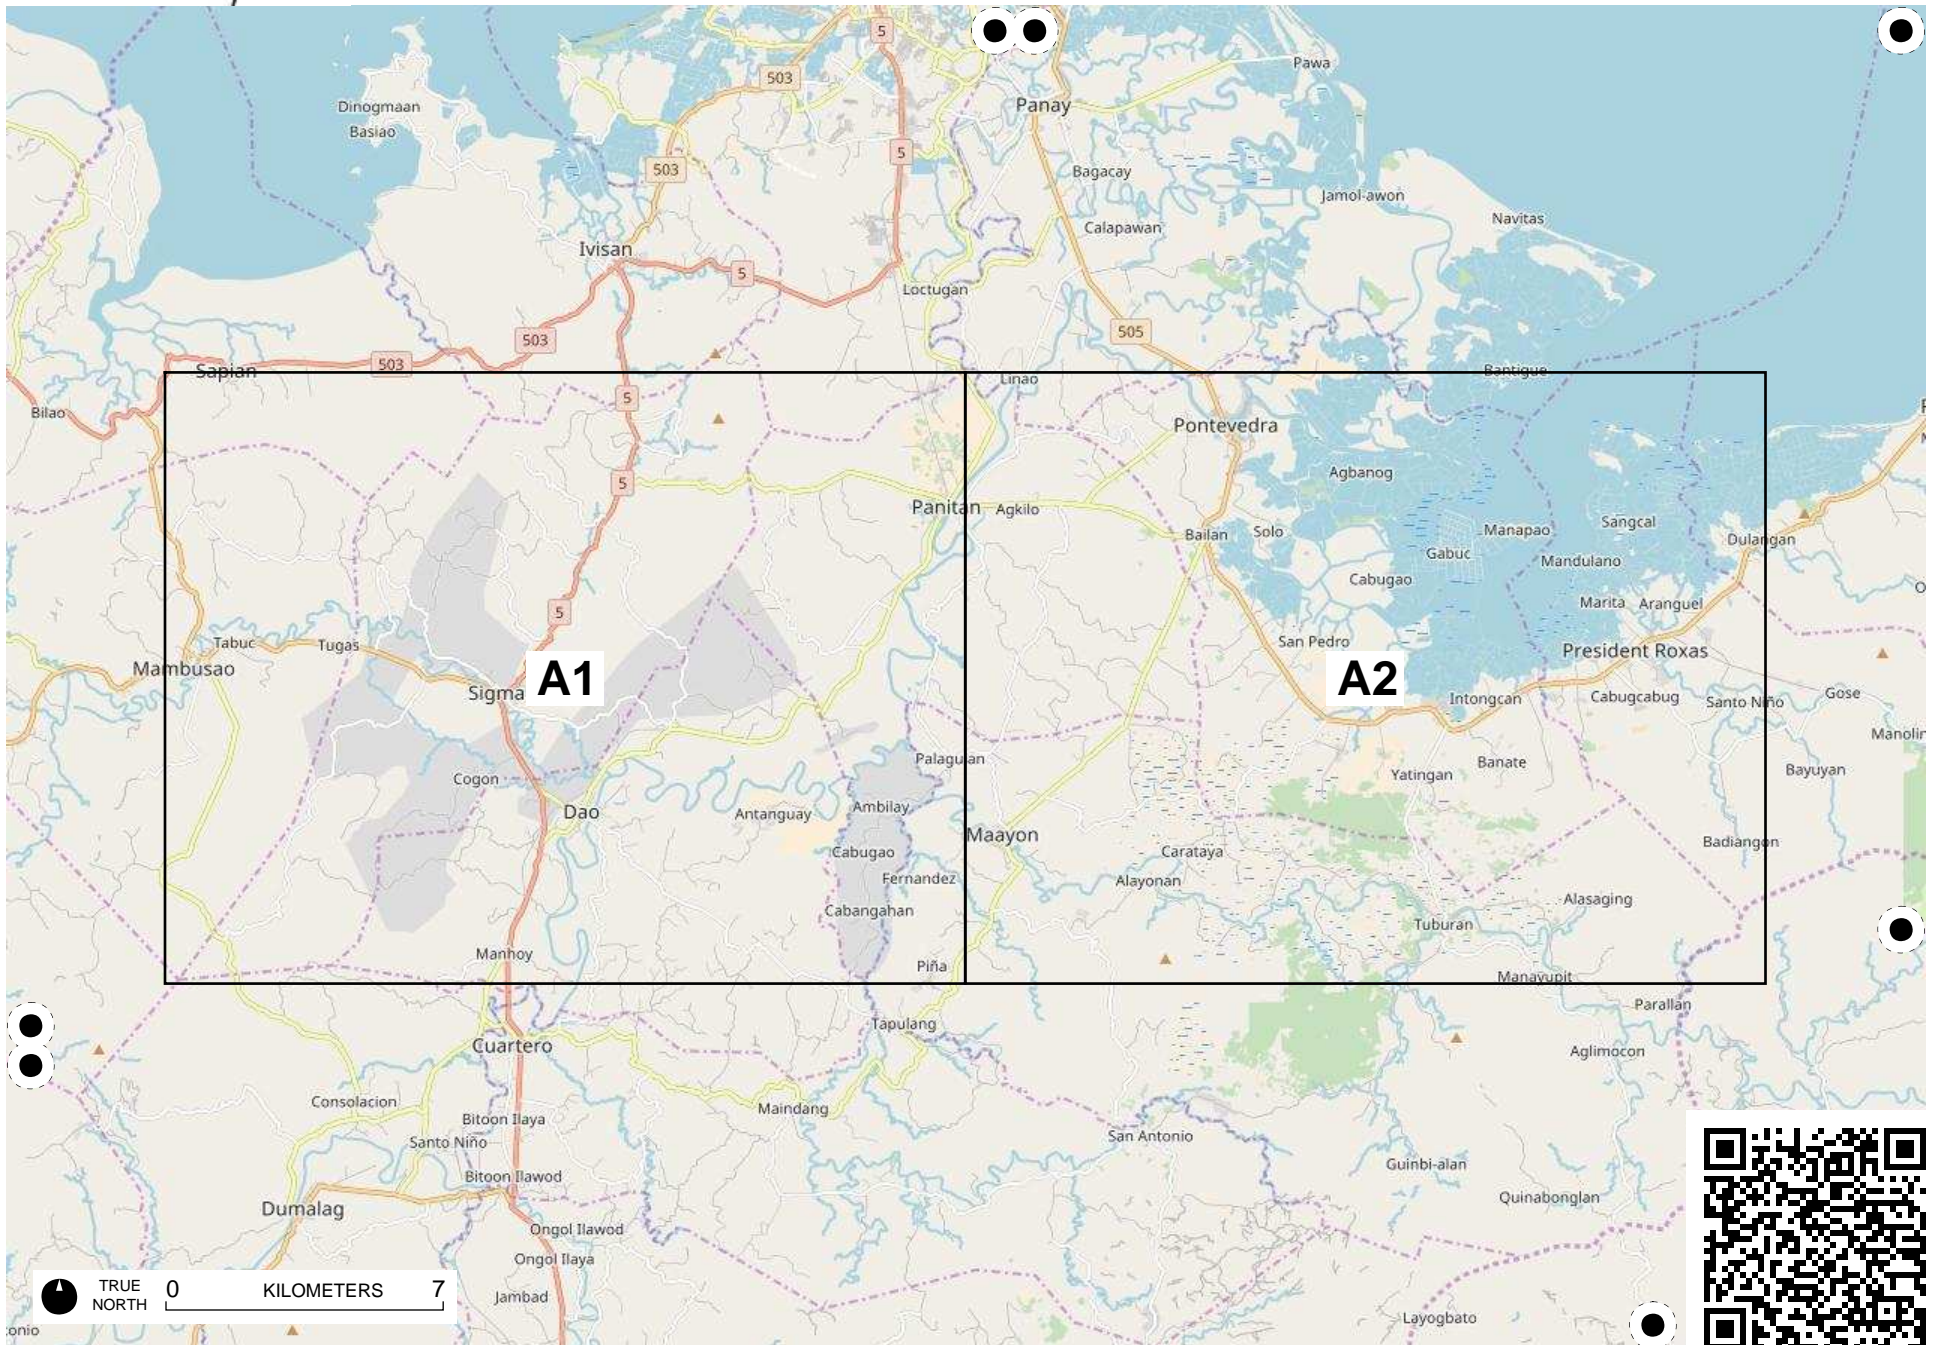 5
503
Pawa
Dinogmaan
Basiao
Panay
5
503
Bagacay
Jamol-awon
Navitas
Calapawan
Ivisan
5
Loctugan
505
503
503
Sapian
Linao
Bantigue
5
Bilao
Pontevedra
Agbanog
5
Panitan
Agkilo
Sangcal
Manapao
Bailan
Solo
Dulangan
Gabuc
Mandulano
Cabugao
5
Marita
Aranguel
Tabuc
Tugas
San Pedro
President Roxas
Mambusao
Sigma
A1
A2
Intongcan
Cabugcabug
Santo Niño
Gose
Palaguian
Banate
Yatingan
Bayuyan
Cogon
Dao
Antanguay
Ambilay
Maayon
Badiangon
Cabugao
Carataya
Fernandez
Alayonan
Alasaging
Cabangahan
Tuburan
Manhoy
Piña
Manayupit
Parallan
Tapulang
Cuartero
Aglimocon
Consolacion
Maindang
Bitoon Ilaya
San Antonio
Santo Niño
Guinbi-alan
Bitoon Ilawod
Quinabonglan
Dumalag
Ongol Ilawod
Ongol Ilaya
TRUE NORTH
0 KILOMETERS 7
Jambad
Layogbato
onio